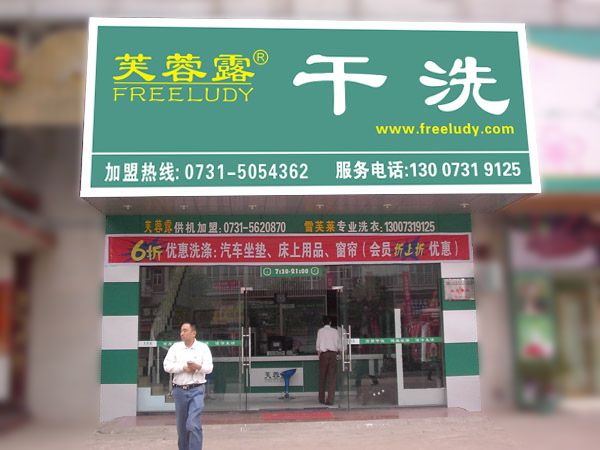 芙蓉露® 干洗
FREELUDY
www.freeludy.com
加盟热线:0731-5054362 服务电话:130 0731 9125
芙蓉露供机加盟:0731-5620870 雪芙莱专业洗衣:13007319125
6折优惠洗涤:汽车坐垫、床上用品、窗帘(会员折上折优惠)
7:30-21:00
芙蓉露